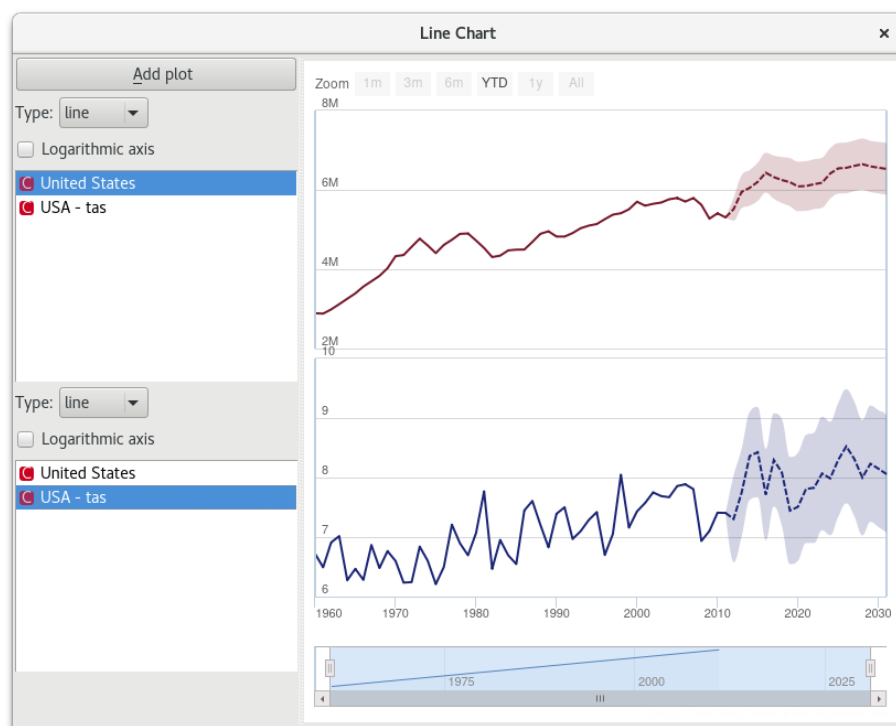 Line Chart ×
Add plot
Type: line
Logarithmic axis
C United States
C USA - tas
Type: line
Logarithmic axis
C United States
C USA - tas
Zoom 1m 3m 6m YTD 1y All
8M
6M
4M
2M
10
9
8
7
6
1960 1970 1980 1990 2000 2010 2020 2030
1975 2000 2025